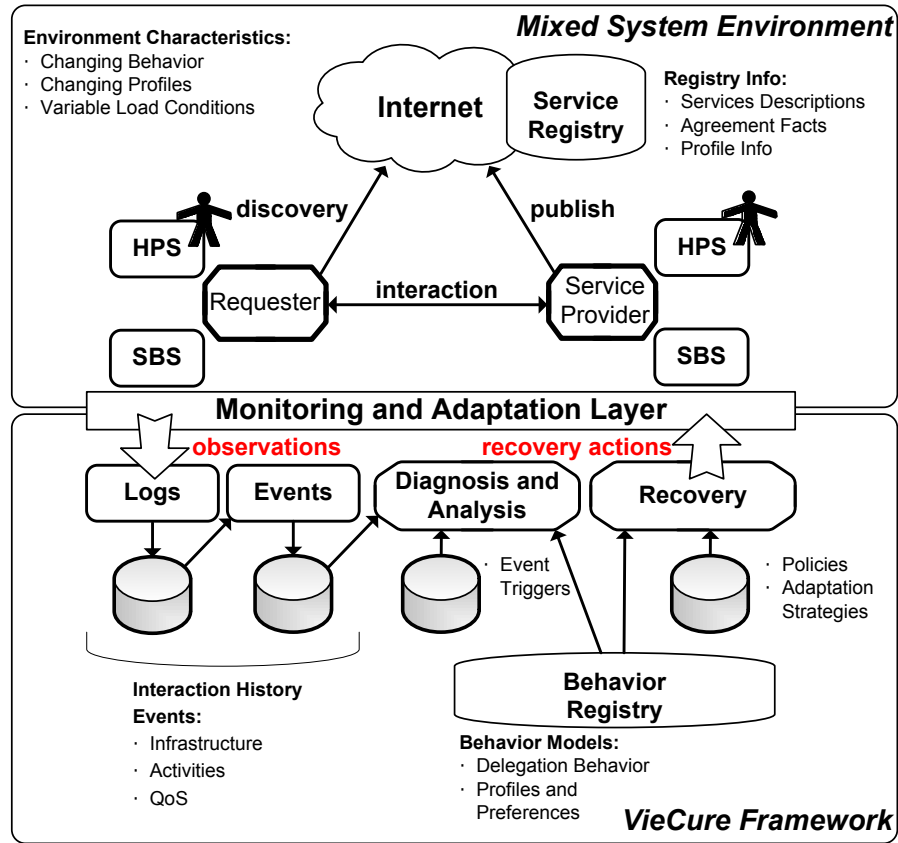 Mixed System Environment
Environment Characteristics:
· Changing Behavior
· Changing Profiles
· Variable Load Conditions
Internet
Service
Registry
Registry Info:
· Services Descriptions
· Agreement Facts
· Profile Info
discovery
publish
HPS
HPS
Requester
interaction
Service
Provider
SBS
SBS
Monitoring and Adaptation Layer
observations
recovery actions
Logs
Events
Diagnosis and
Analysis
Recovery
· Event
Triggers
· Policies
· Adaptation
Strategies
Interaction History
Events:
· Infrastructure
· Activities
· QoS
Behavior
Registry
Behavior Models:
· Delegation Behavior
· Profiles and
Preferences
VieCure Framework